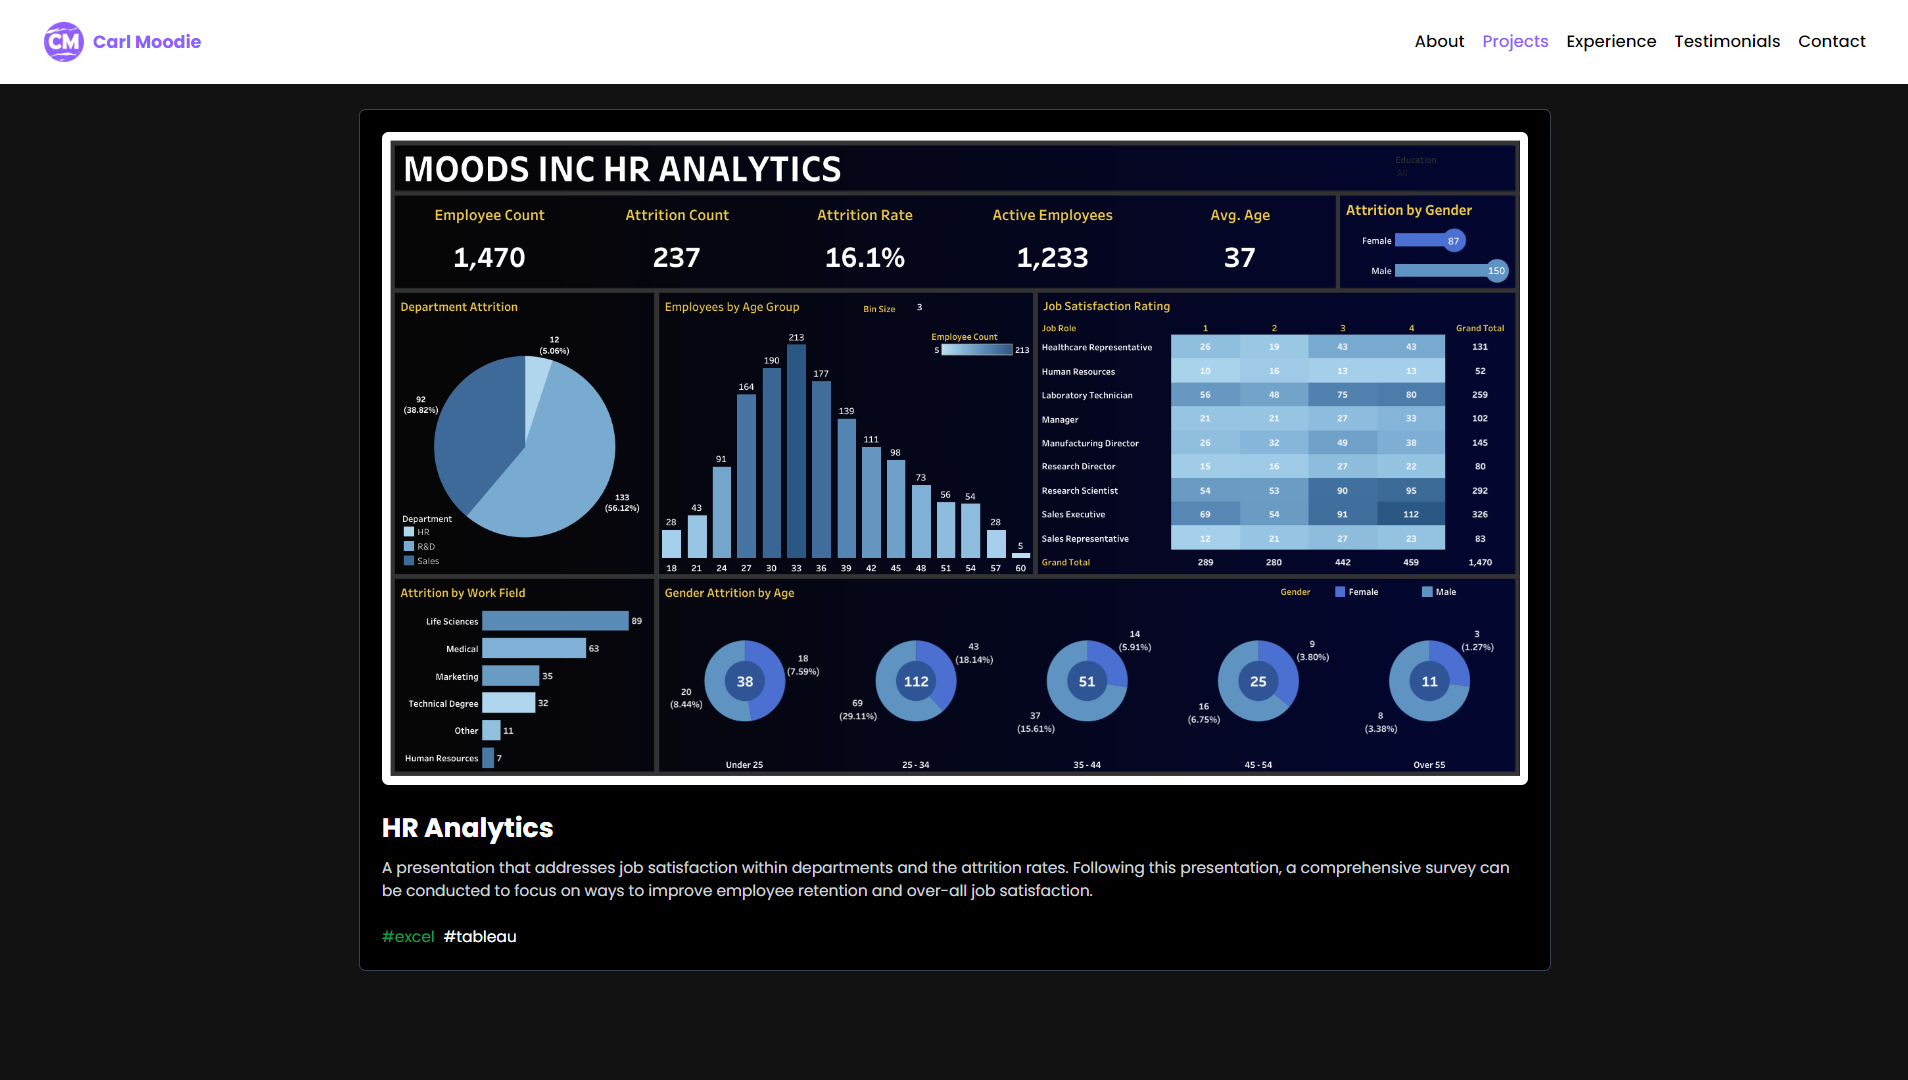 CM Carl Moodie
About Projects Experience Testimonials Contact
MOODS INC HR ANALYTICS
Education
All
Employee Count Attrition Count Attrition Rate Active Employees Avg. Age
1,470 237 16.1% 1,233 37
Attrition by Gender
Female 87
Male 150
Department Attrition
12
(5.06%)
92
(38.82%)
133
(56.12%)
Department
HR
R&D
Sales
Employees by Age Group Bin Size 3
Employee Count
5 213
28 43 91 164 190 213 177 139 111 98 73 56 54 28 5
18 21 24 27 30 33 36 39 42 45 48 51 54 57 60
Job Satisfaction Rating
Job Role 1 2 3 4 Grand Total
Healthcare Representative 26 19 43 43 131
Human Resources 10 16 13 13 52
Laboratory Technician 56 48 75 80 259
Manager 21 21 27 33 102
Manufacturing Director 26 32 49 38 145
Research Director 15 16 27 22 80
Research Scientist 54 53 90 95 292
Sales Executive 69 54 91 112 326
Sales Representative 12 21 27 23 83
Grand Total 289 280 442 459 1,470
Attrition by Work Field
Life Sciences 89
Medical 63
Marketing 35
Technical Degree 32
Other 11
Human Resources 7
Gender Attrition by Age
Gender Female Male
18
(7.59%)
38
20
(8.44%)
Under 25
43
(18.14%)
112
69
(29.11%)
25 - 34
14
(5.91%)
51
37
(15.61%)
35 - 44
9
(3.80%)
25
16
(6.75%)
45 - 54
3
(1.27%)
11
8
(3.38%)
Over 55
HR Analytics
A presentation that addresses job satisfaction within departments and the attrition rates. Following this presentation, a comprehensive survey can
be conducted to focus on ways to improve employee retention and over-all job satisfaction.
#excel #tableau